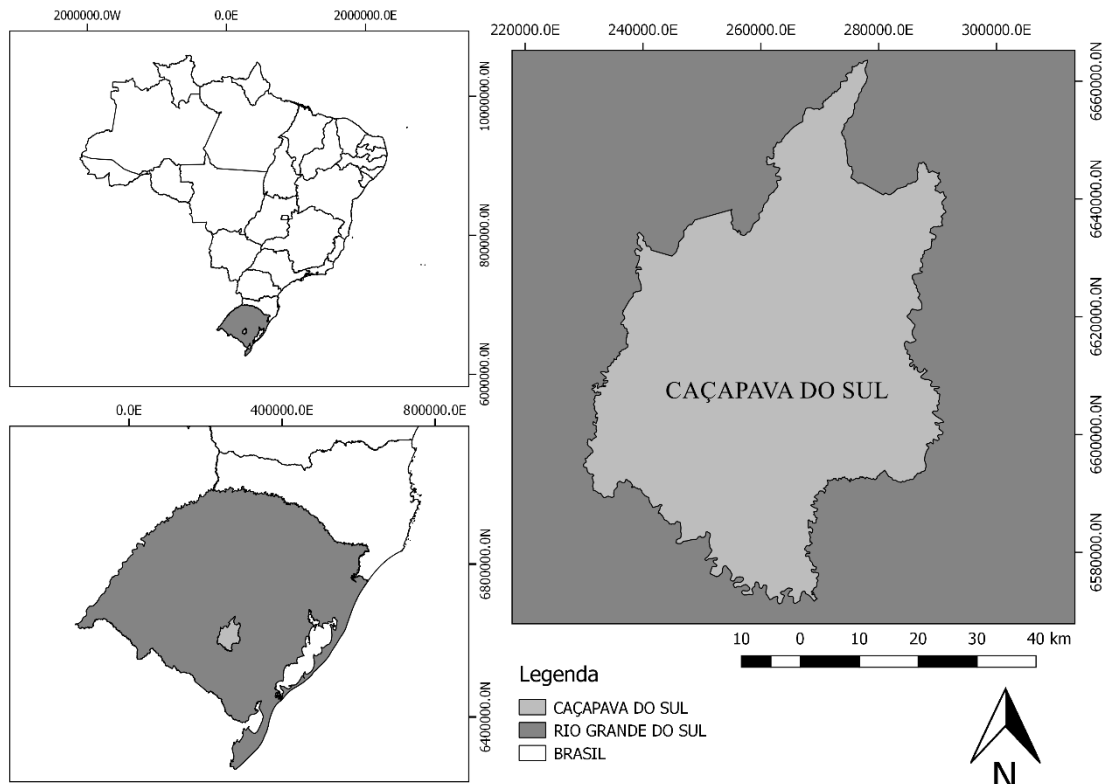 2000000.W 0.0E 2000000.0E
10000000.0N
8000000.0N
6000000.0N
0.0E 400000.0E 800000.0E
6800000.0N
6400000.0N
220000.0E 240000.0E 260000.0E 280000.0E 300000.0E
6660000.0N
6640000.0N
6620000.0N
6600000.0N
6580000.0N
CAÇAPAVA DO SUL
10 0 10 20 30 40 km
Legenda
CAÇAPAVA DO SUL
RIO GRANDE DO SUL
BRASIL
N